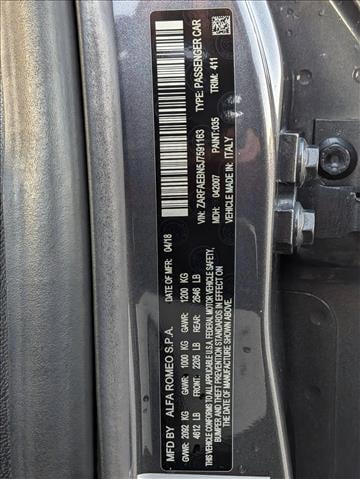 MFD BY ALFA ROMEO S.P.A. DATE OF MFR: 04/18
GAWR: 2092 KG GAWR: 1000 KG GAWR: 1200 KG
4612 LB FRONT: 2205 LB REAR: 2646 LB
THIS VEHICLE CONFORMS TO ALL APPLICABLE U.S.A. FEDERAL MOTOR VEHICLE SAFETY,
BUMPER AND THEFT PREVENTION STANDARDS IN EFFECT ON
THE DATE OF MANUFACTURE SHOWN ABOVE.
VIN: ZARFAEBN5J7591163 TYPE: PASSENGER CAR
MDH: 042007 PAINT: 035 TRIM: 411
VEHICLE MADE IN: ITALY